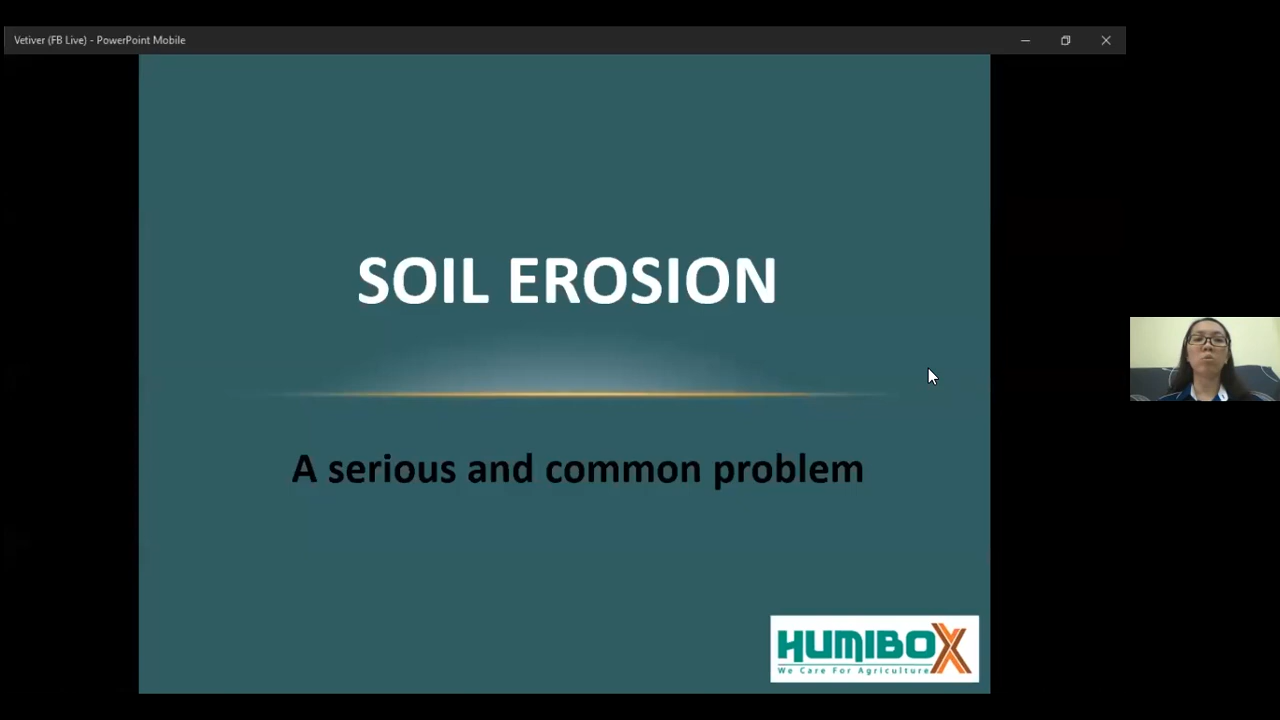 Vetiver (FB Live) - PowerPoint Mobile
SOIL EROSION
A serious and common problem
HUMIBOX
We Care For Agriculture